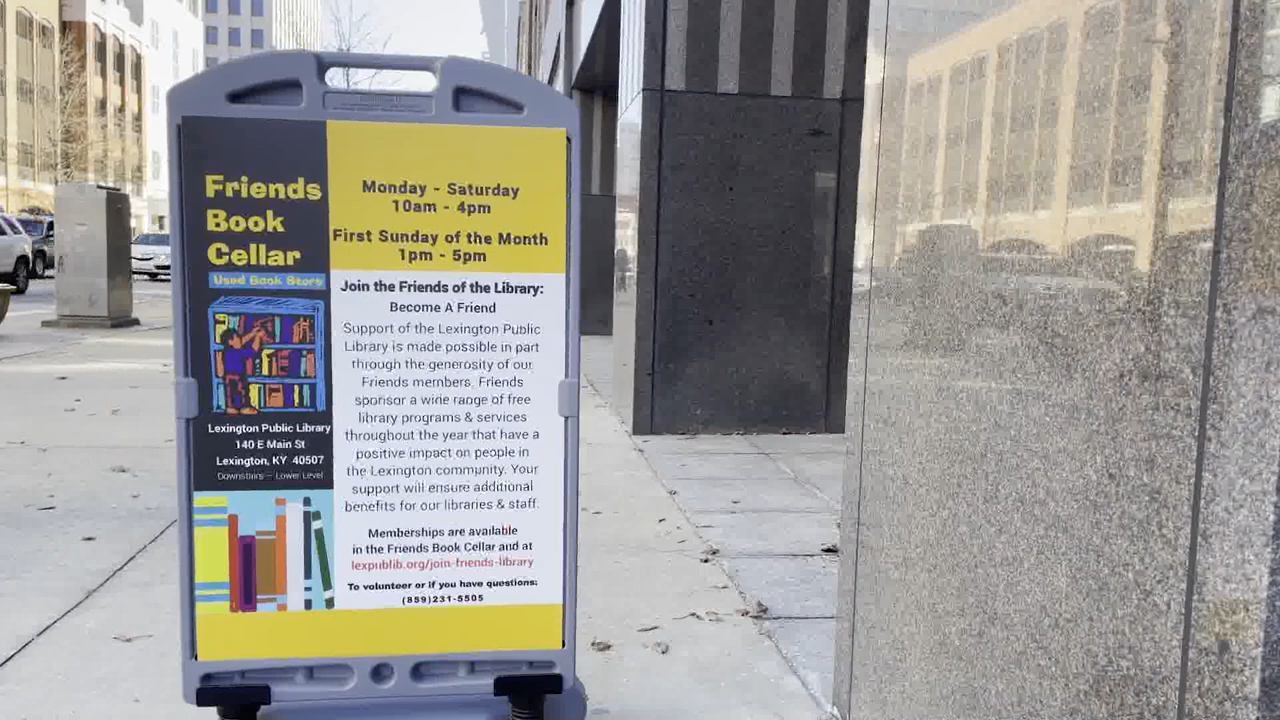 Friends
Book
Cellar
Used Book Store
Lexington Public Library
140 E Main St
Lexington, KY 40507
Downstairs - Lower Level
Monday - Saturday
10am - 4pm
First Sunday of the Month
1pm - 5pm
Join the Friends of the Library:
Become A Friend
Support of the Lexington Public
Library is made possible in part
through the generosity of our
Friends members. Friends
sponsor a wide range of free
library programs & services
throughout the year that have a
positive impact on people in
the Lexington community. Your
support will ensure additional
benefits for our libraries & staff.
Memberships are available
in the Friends Book Cellar and at
lexpublib.org/join-friends-library
To volunteer or if you have questions:
(859)231-5505